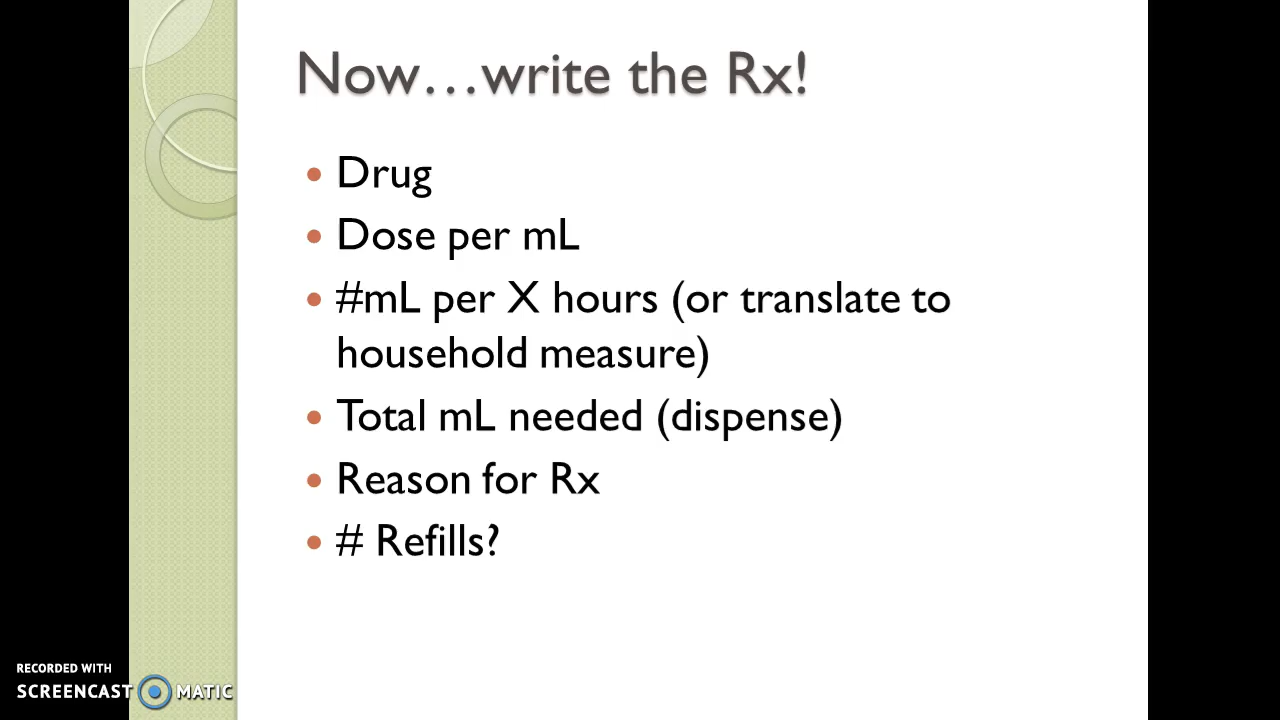 Now...write the Rx!
• Drug
• Dose per mL
• #mL per X hours (or translate to
household measure)
• Total mL needed (dispense)
• Reason for Rx
• # Refills?
RECORDED WITH
SCREENCAST MATIC